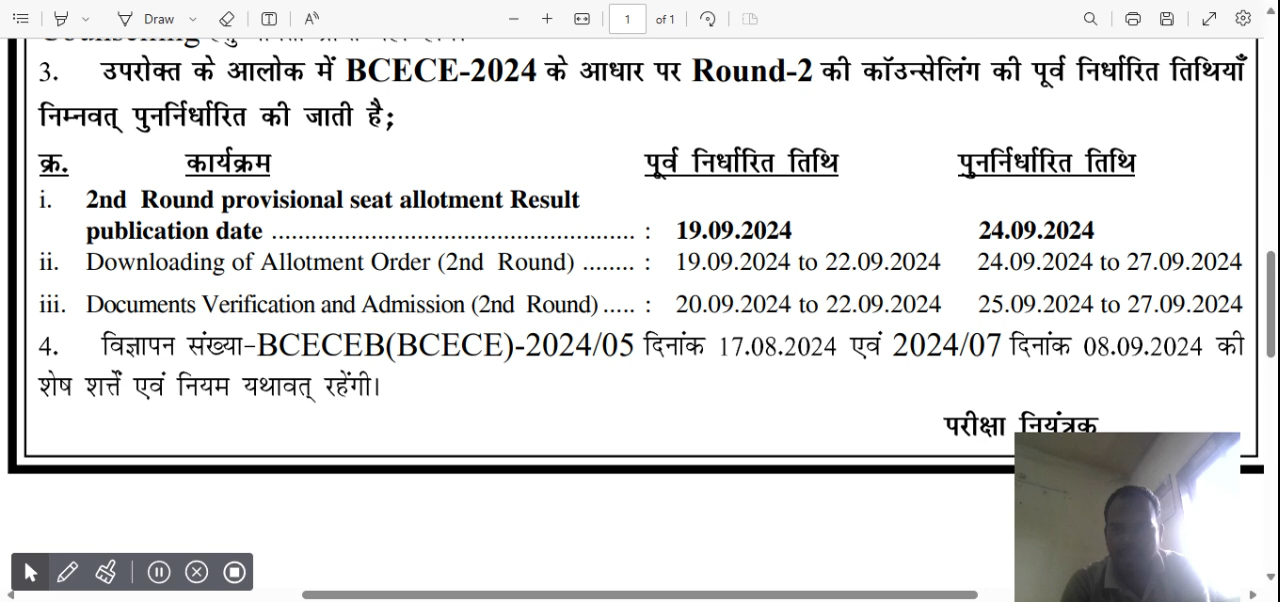 Draw
1 of 1
3. उपरोक्त के आलोक में BCECE-2024 के आधार पर Round-2 की कॉउन्सेलिंग की पूर्व निर्धारित तिथियाँ
निम्नवत् पुनर्निर्धारित की जाती है;
क्र. कार्यक्रम पूर्व निर्धारित तिथि पुनर्निर्धारित तिथि
i. 2nd Round provisional seat allotment Result
publication date ...................................................... : 19.09.2024 24.09.2024
ii. Downloading of Allotment Order (2nd Round) ........ : 19.09.2024 to 22.09.2024 24.09.2024 to 27.09.2024
iii. Documents Verification and Admission (2nd Round) ..... : 20.09.2024 to 22.09.2024 25.09.2024 to 27.09.2024
4. विज्ञापन संख्या-BCECEB(BCECE)-2024/05 दिनांक 17.08.2024 एवं 2024/07 दिनांक 08.09.2024 की
शेष शर्त्तें एवं नियम यथावत् रहेंगी।
परीक्षा नियंत्रक